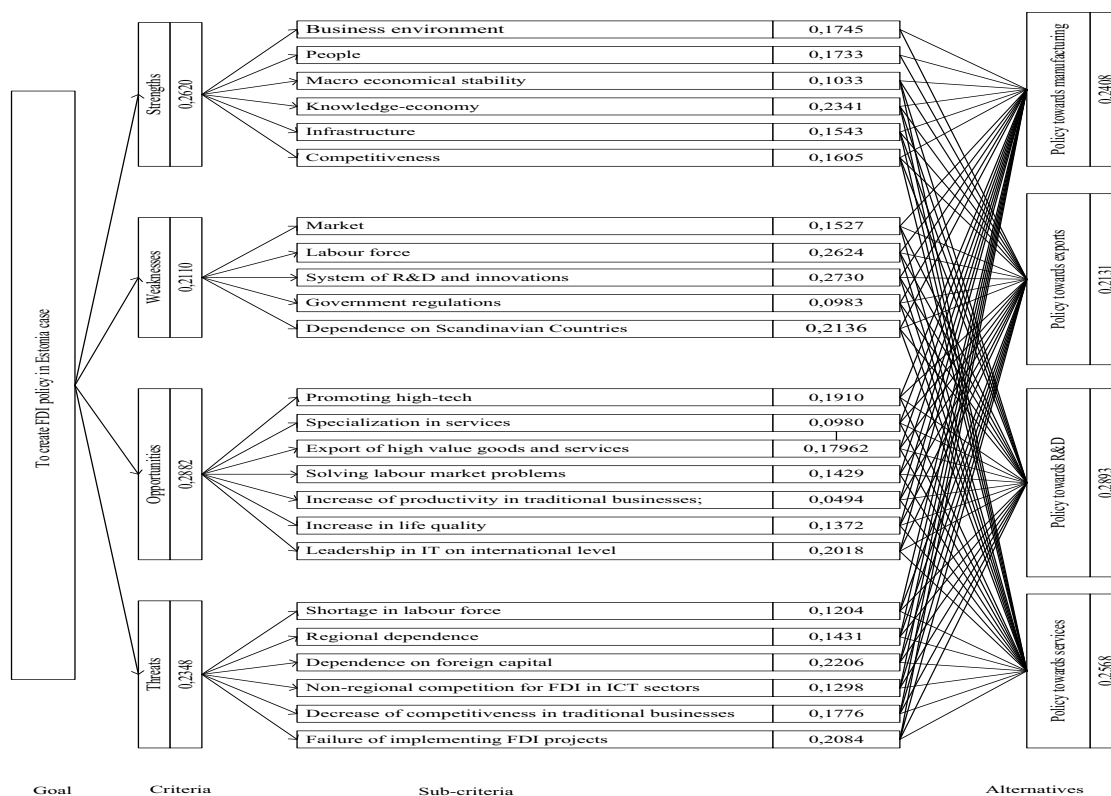 To create FDI policy in Estonia case
Strengths
0,2620
Business environment 0,1745
People 0,1733
Macro economical stability 0,1033
Knowledge-economy 0,2341
Infrastructure 0,1543
Competitiveness 0,1605
Weaknesses
0,2110
Market 0,1527
Labour force 0,2624
System of R&D and innovations 0,2730
Government regulations 0,0983
Dependence on Scandinavian Countries 0,2136
Opportunities
0,2882
Promoting high-tech 0,1910
Specialization in services 0,0980
Export of high value goods and services 0,17962
Solving labour market problems 0,1429
Increase of productivity in traditional businesses; 0,0494
Increase in life quality 0,1372
Leadership in IT on international level 0,2018
Threats
0,2348
Shortage in labour force 0,1204
Regional dependence 0,1431
Dependence on foreign capital 0,2206
Non-regional competition for FDI in ICT sectors 0,1298
Decrease of competitiveness in traditional businesses 0,1776
Failure of implementing FDI projects 0,2084
Policy towards manufacturing
0,2408
Policy towards exports
0,2131
Policy towards R&D
0,2893
Policy towards services
0,2568
Goal Criteria Sub-criteria Alternatives